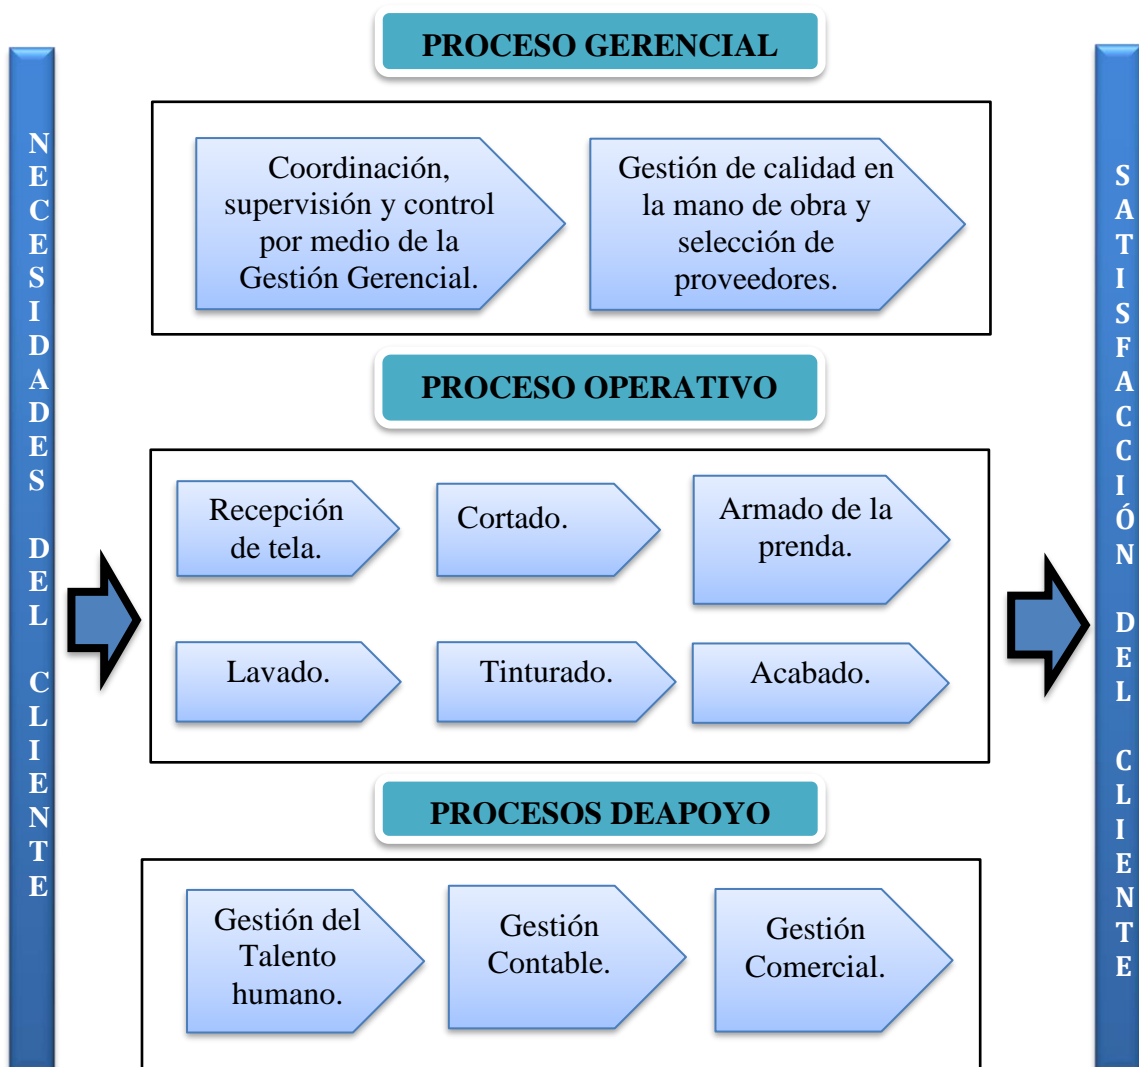 PROCESO GERENCIAL
NECESIDADES DEL CLIENTE
Coordinación,
supervisión y control
por medio de la
Gestión Gerencial.
Gestión de calidad en
la mano de obra y
selección de
proveedores.
SATISFACCIÓN DEL CLIENTE
PROCESO OPERATIVO
Recepción
de tela.
Cortado.
Armado de la
prenda.
Lavado.
Tinturado.
Acabado.
PROCESOS DEAPOYO
Gestión del
Talento
humano.
Gestión
Contable.
Gestión
Comercial.